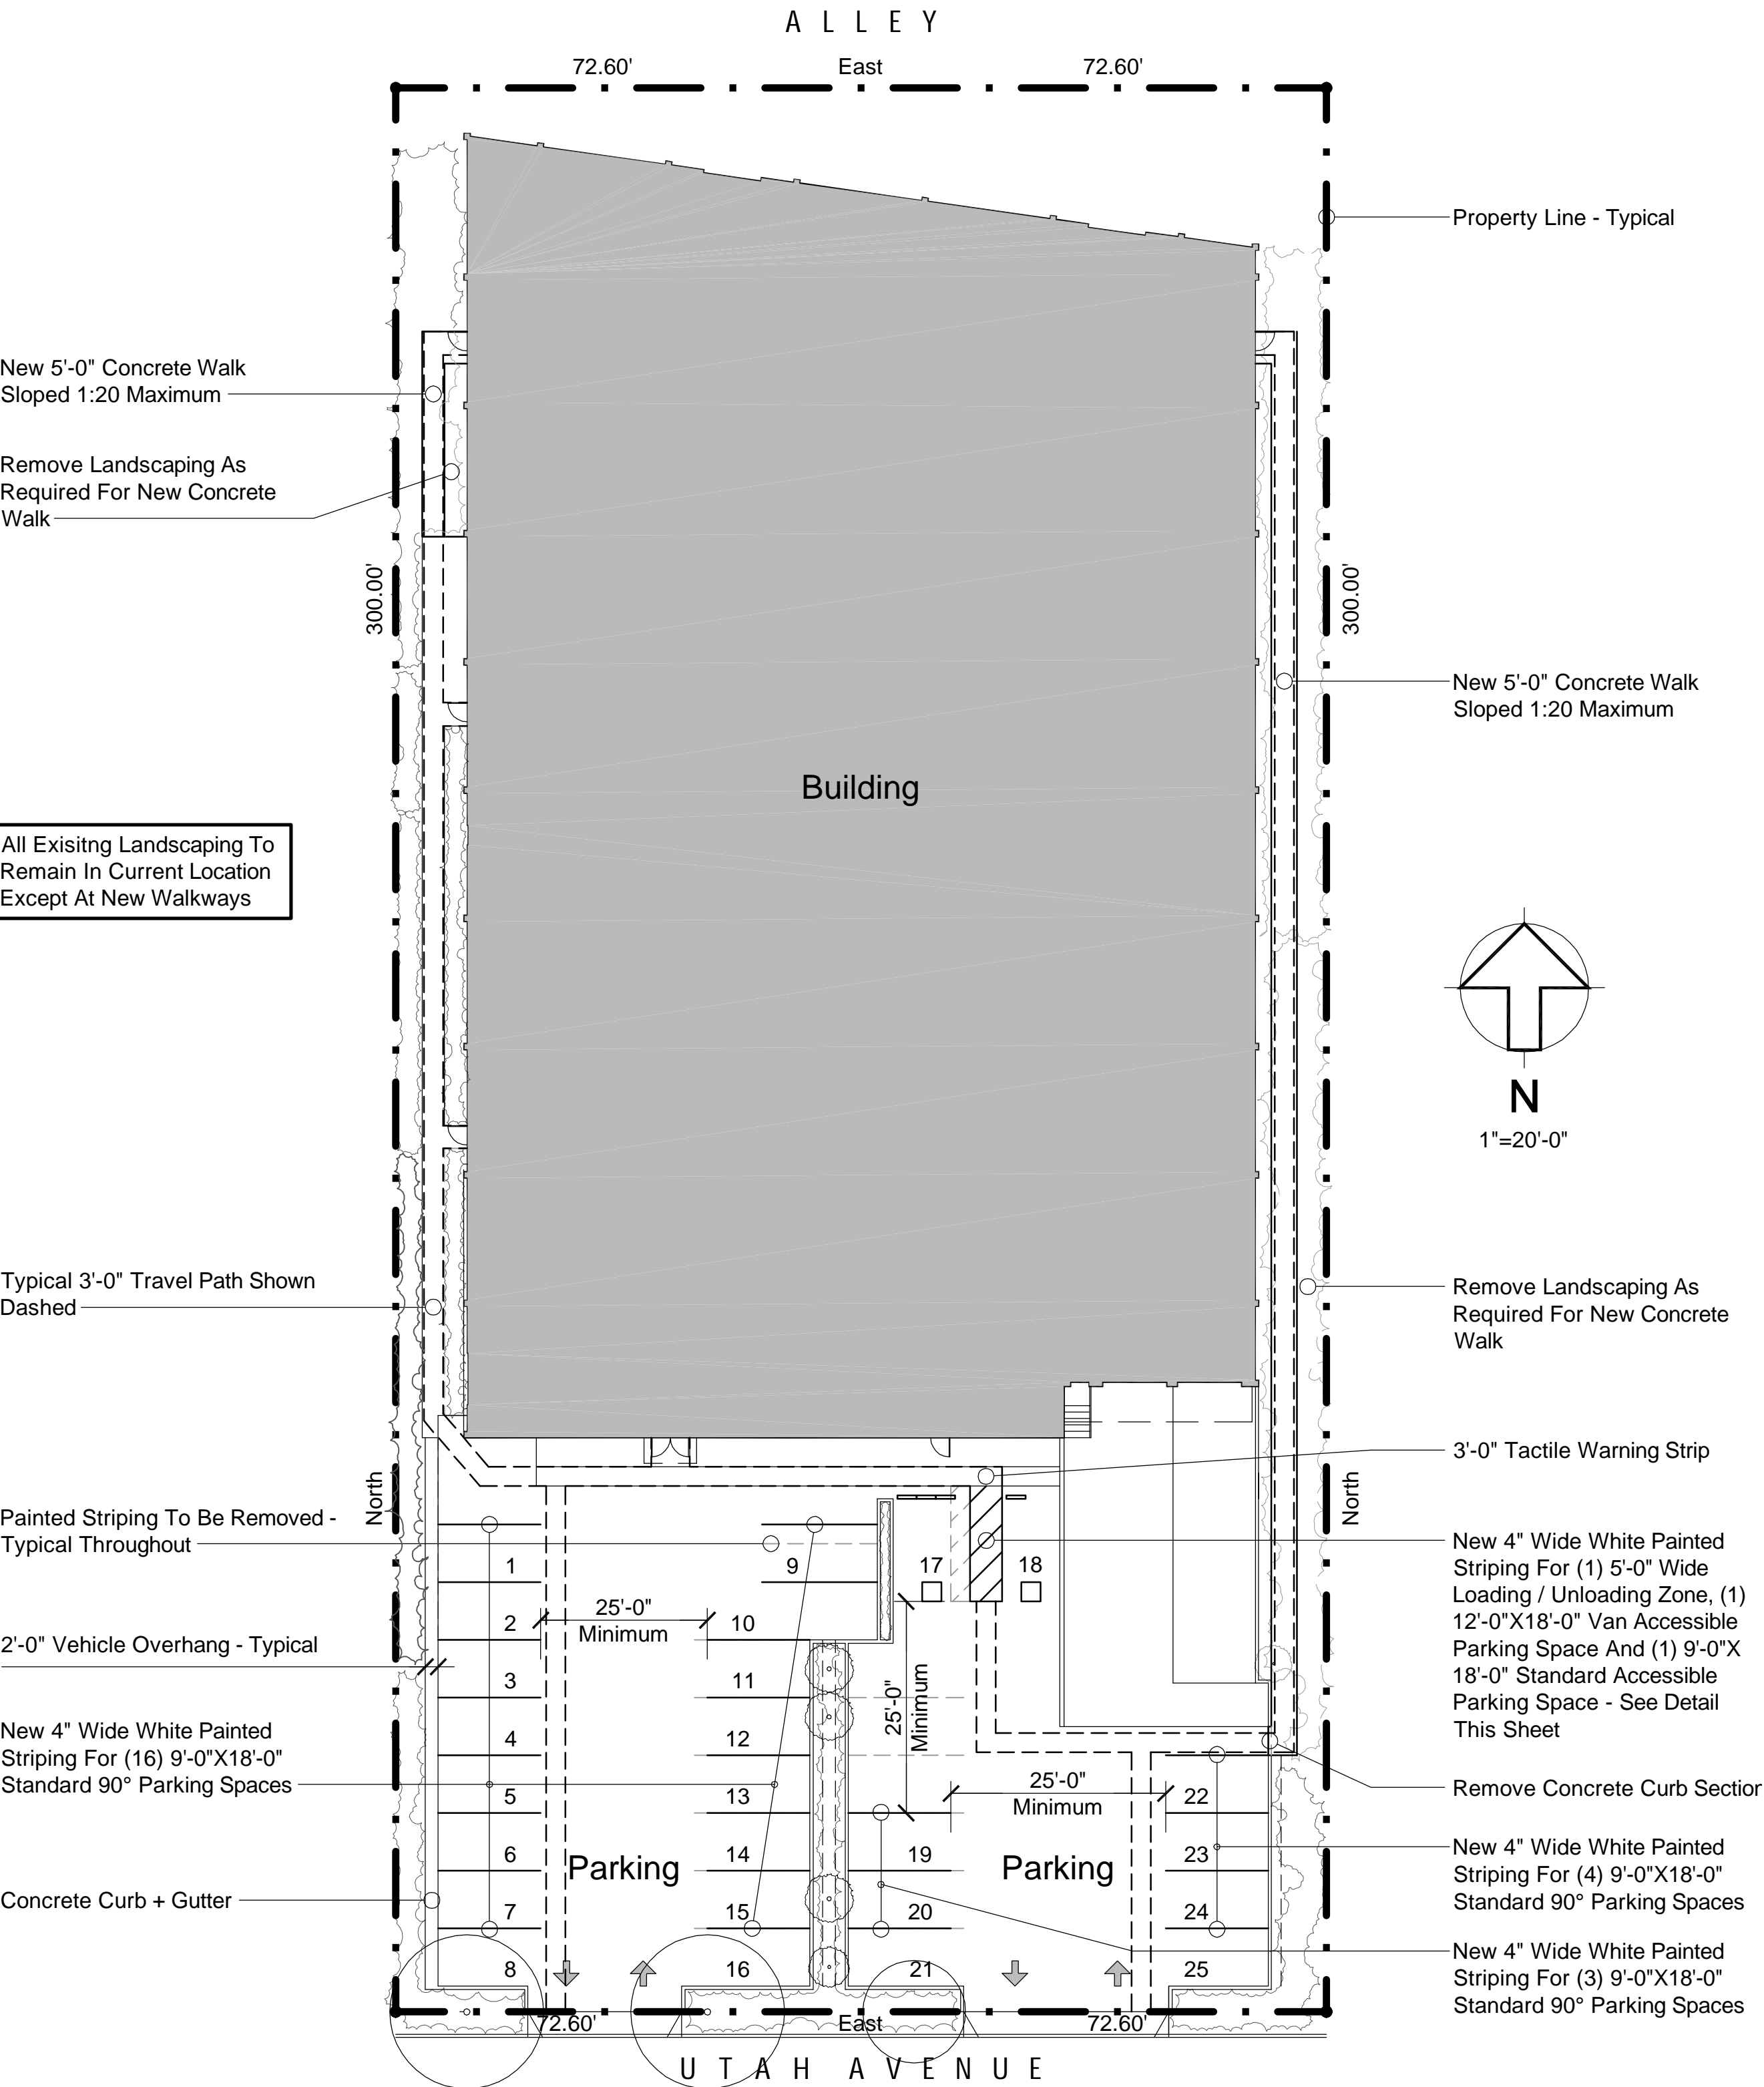 ALLEY
72.60' East 72.60'
Property Line - Typical
New 5'-0" Concrete Walk
Sloped 1:20 Maximum
Remove Landscaping As
Required For New Concrete
Walk
300.00'
300.00'
New 5'-0" Concrete Walk
Sloped 1:20 Maximum
Building
All Exisitng Landscaping To
Remain In Current Location
Except At New Walkways
N
1"=20'-0"
Typical 3'-0" Travel Path Shown
Dashed
Remove Landscaping As
Required For New Concrete
Walk
3'-0" Tactile Warning Strip
North
North
Painted Striping To Be Removed -
Typical Throughout
New 4" Wide White Painted
Striping For (1) 5'-0" Wide
Loading / Unloading Zone, (1)
12'-0"X18'-0" Van Accessible
Parking Space And (1) 9'-0"X
18'-0" Standard Accessible
Parking Space - See Detail
This Sheet
1
9
17
18
25'-0"
Minimum
2
10
2'-0" Vehicle Overhang - Typical
3
11
25'-0"
Minimum
New 4" Wide White Painted
Striping For (16) 9'-0"X18'-0"
Standard 90° Parking Spaces
4
12
25'-0"
Minimum
Remove Concrete Curb Section
5
13
22
New 4" Wide White Painted
Striping For (4) 9'-0"X18'-0"
Standard 90° Parking Spaces
6
Parking
14
19
Parking
23
Concrete Curb + Gutter
7
15
20
24
New 4" Wide White Painted
Striping For (3) 9'-0"X18'-0"
Standard 90° Parking Spaces
8
16
21
25
72.60' East 72.60'
UTAH AVENUE